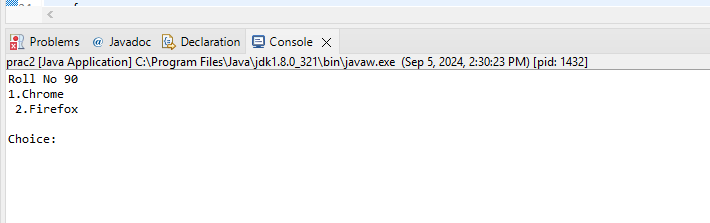 Problems @ Javadoc Declaration Console
prac2 [Java Application] C:\Program Files\Java\jdk1.8.0_321\bin\javaw.exe (Sep 5, 2024, 2:30:23 PM) [pid: 1432]
Roll No 90
1.Chrome
2.Firefox
Choice: